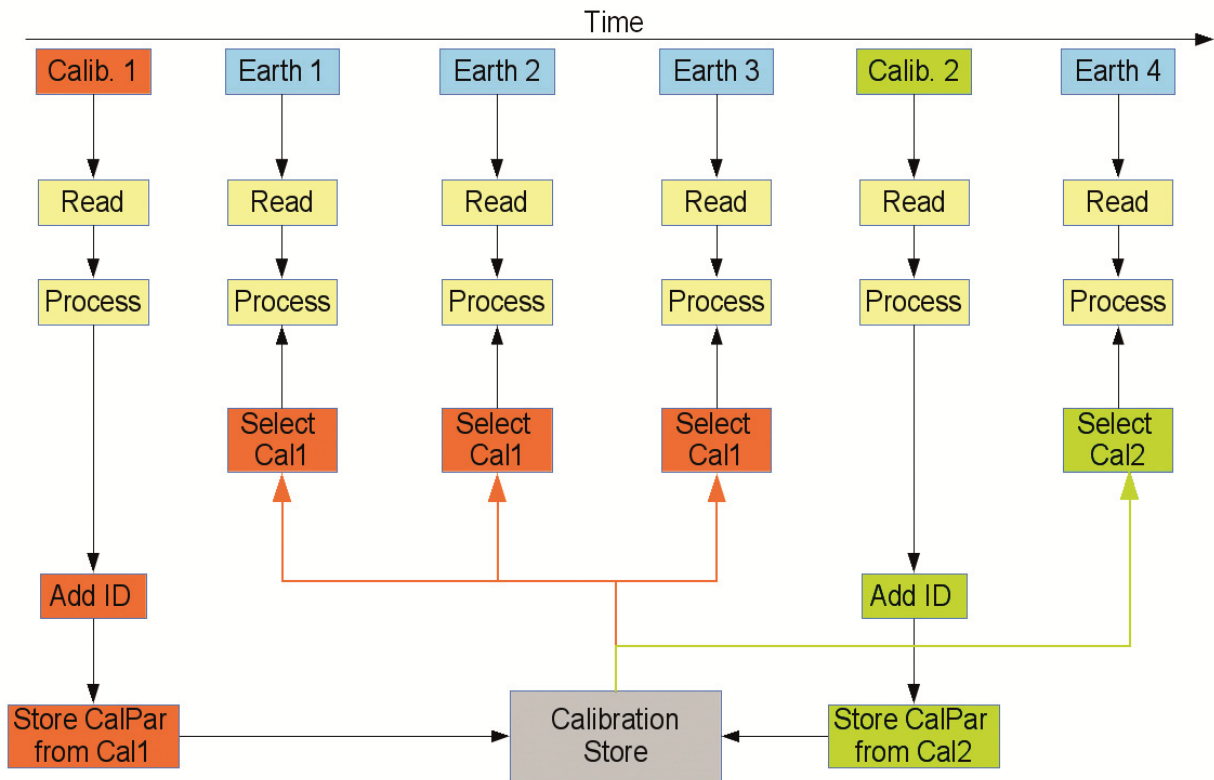 Time
Calib. 1
Earth 1
Earth 2
Earth 3
Calib. 2
Earth 4
Read
Read
Read
Read
Read
Read
Process
Process
Process
Process
Process
Process
Select
Cal1
Select
Cal1
Select
Cal1
Select
Cal2
Add ID
Add ID
Store CalPar
from Cal1
Calibration
Store
Store CalPar
from Cal2